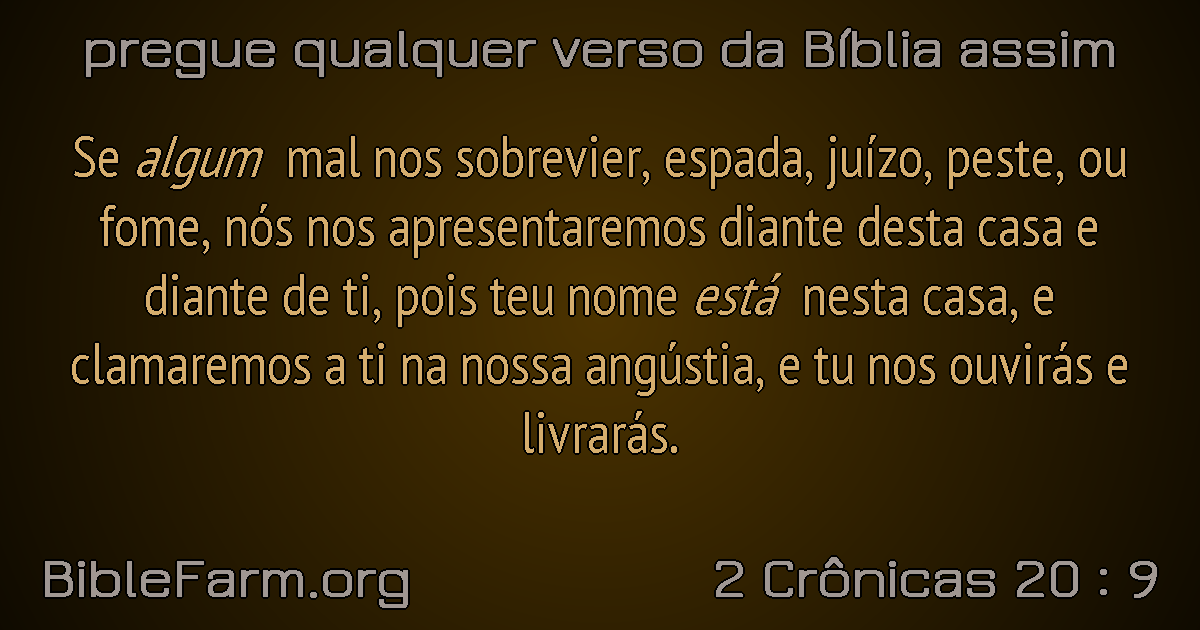 pregue qualquer verso da Bíblia assim
Se algum mal nos sobrevier, espada, juízo, peste, ou
fome, nós nos apresentaremos diante desta casa e
diante de ti, pois teu nome está nesta casa, e
clamaremos a ti na nossa angústia, e tu nos ouvirás e
livrarás.
BibleFarm.org
2 Crônicas 20 : 9